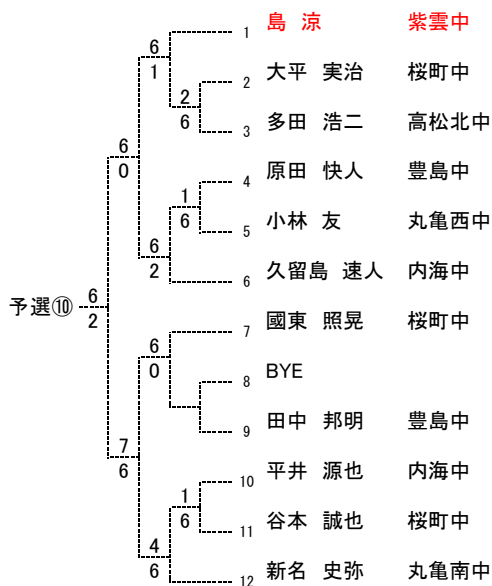 6
1
1 島 涼 紫雲中
2 大平 実治 桜町中
2
6
3 多田 浩二 高松北中
6
0
4 原田 快人 豊島中
1
6
5 小林 友 丸亀西中
6
2
6 久留島 速人 内海中
予選⑩
6
2
7 國東 照晃 桜町中
6
0
8 BYE
9 田中 邦明 豊島中
7
6
10 平井 源也 内海中
1
6
11 谷本 誠也 桜町中
4
6
12 新名 史弥 丸亀南中